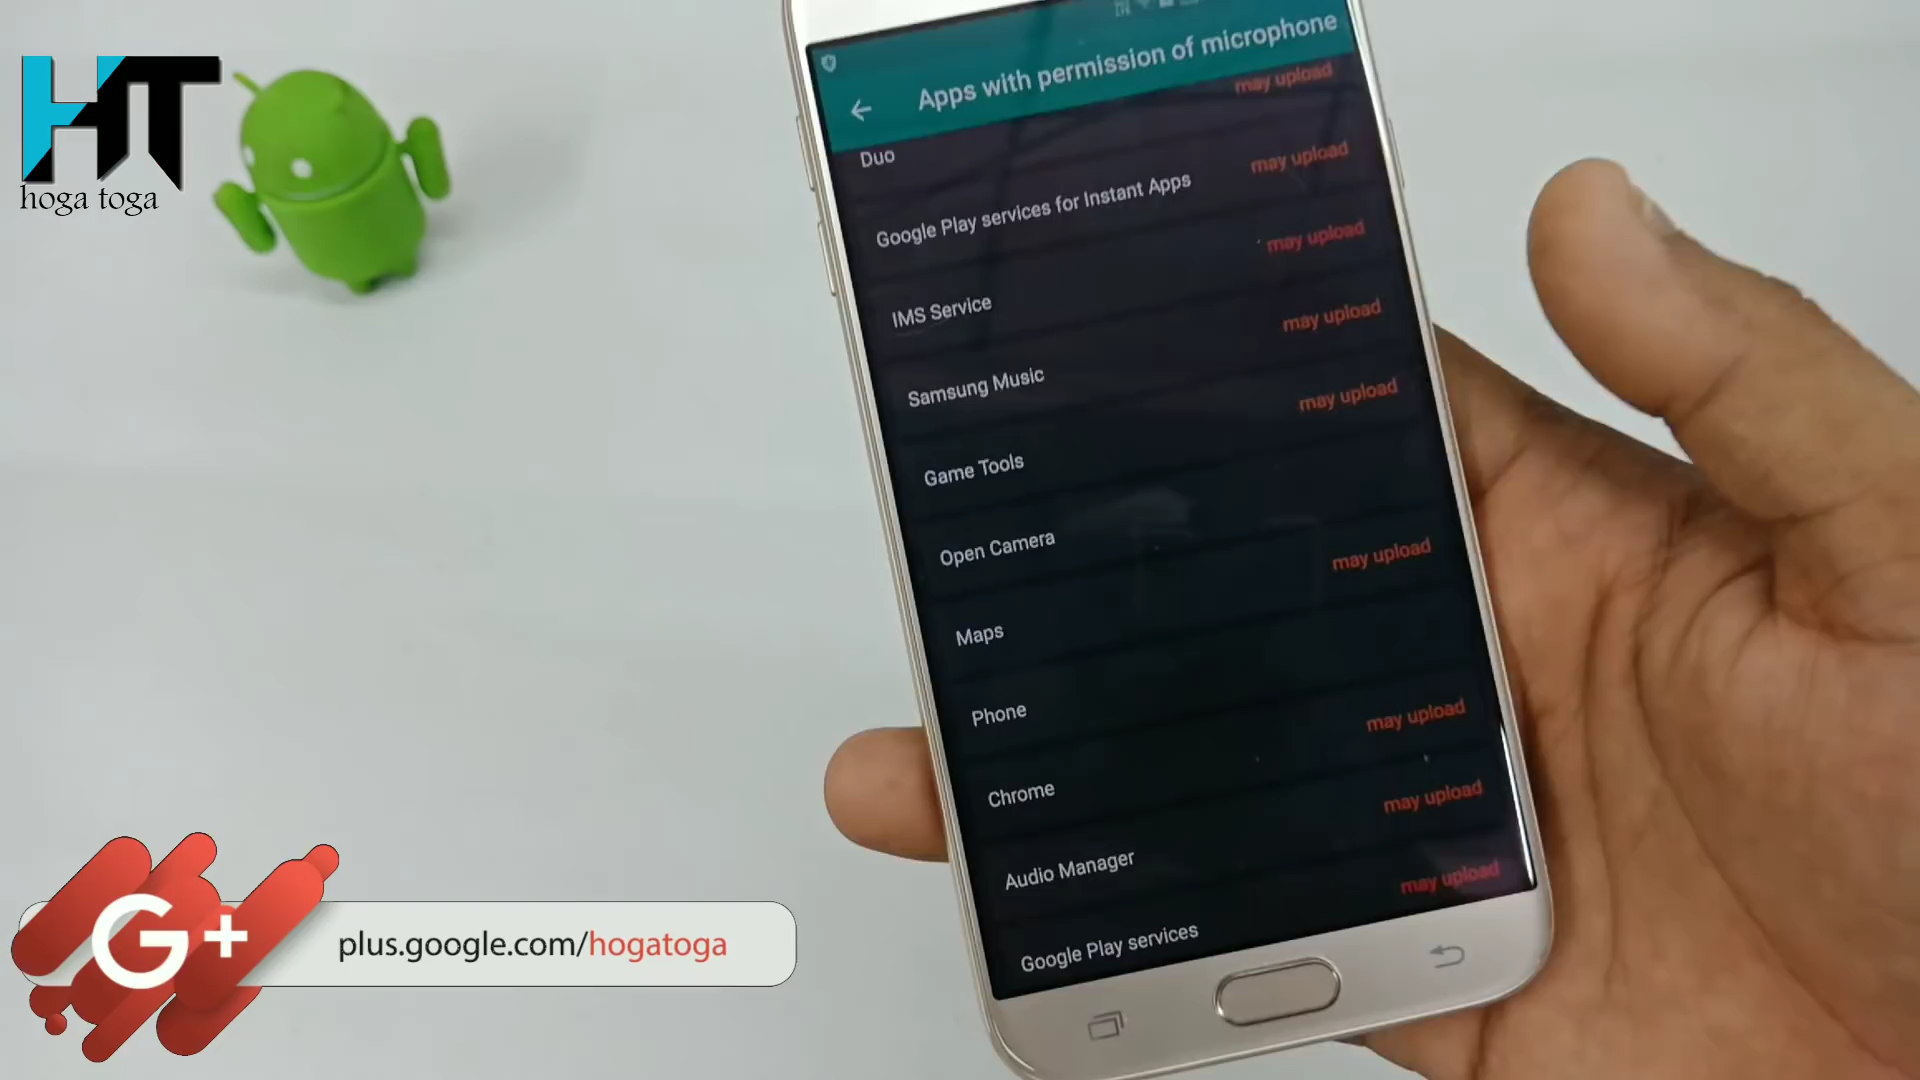 HT
hoga toga
Apps with permission of microphone
may upload
Duo
may upload
Google Play services for Instant Apps
may upload
IMS Service
may upload
Samsung Music
may upload
Game Tools
Open Camera
may upload
Maps
Phone
may upload
Chrome
may upload
Audio Manager
may upload
Google Play services
G+
plus.google.com/hogatoga